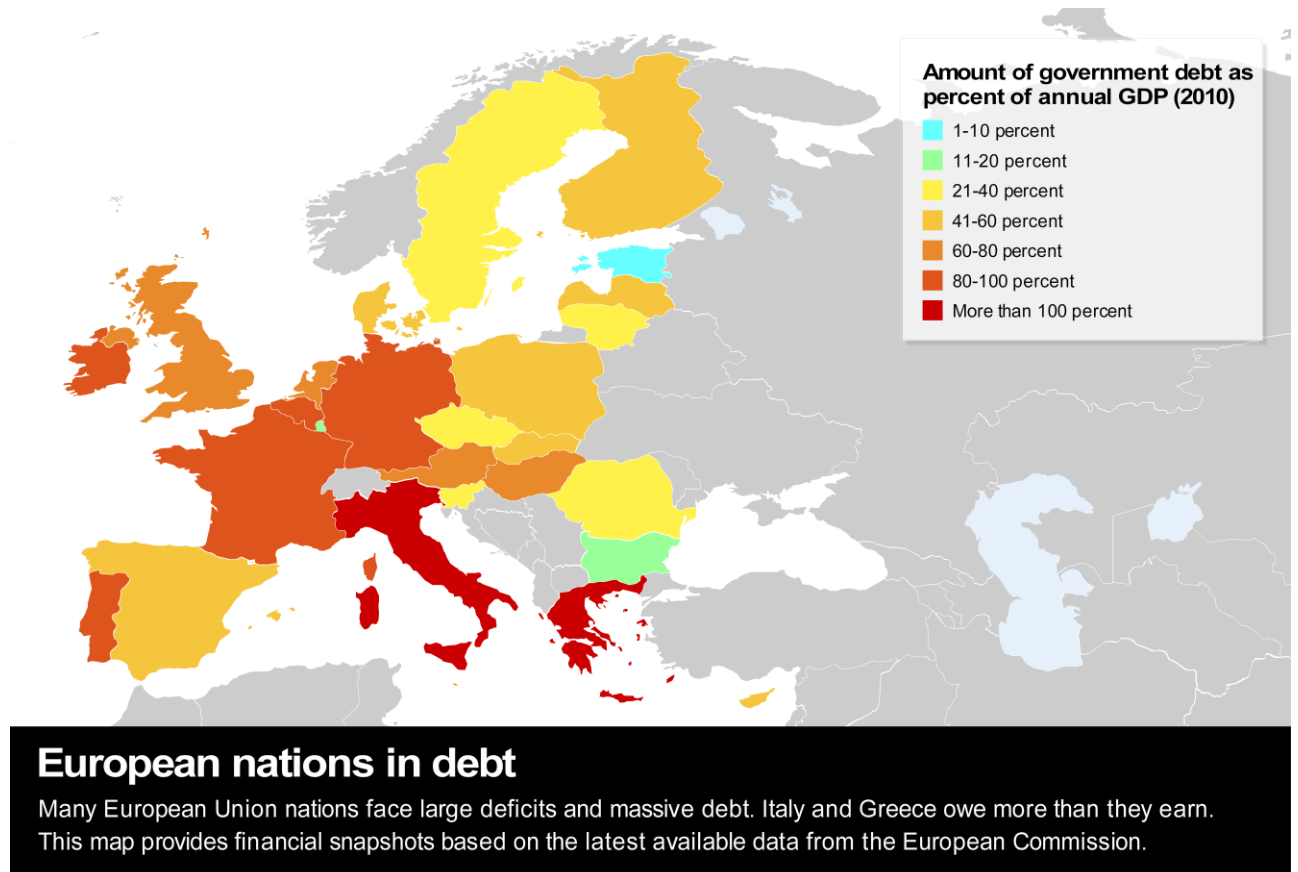 Amount of government debt as
percent of annual GDP (2010)
1-10 percent
11-20 percent
21-40 percent
41-60 percent
60-80 percent
80-100 percent
More than 100 percent
European nations in debt
Many European Union nations face large deficits and massive debt. Italy and Greece owe more than they earn.
This map provides financial snapshots based on the latest available data from the European Commission.